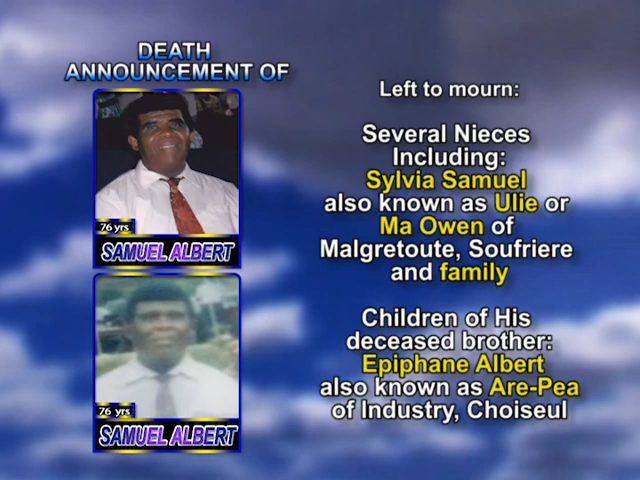 DEATH
ANNOUNCEMENT OF
76 yrs
SAMUEL ALBERT
76 yrs
SAMUEL ALBERT
Left to mourn:
Several Nieces
Including:
Sylvia Samuel
also known as Ulie or
Ma Owen of
Malgretoute, Soufriere
and family
Children of His
deceased brother:
Epiphane Albert
also known as Are-Pea
of Industry, Choiseul